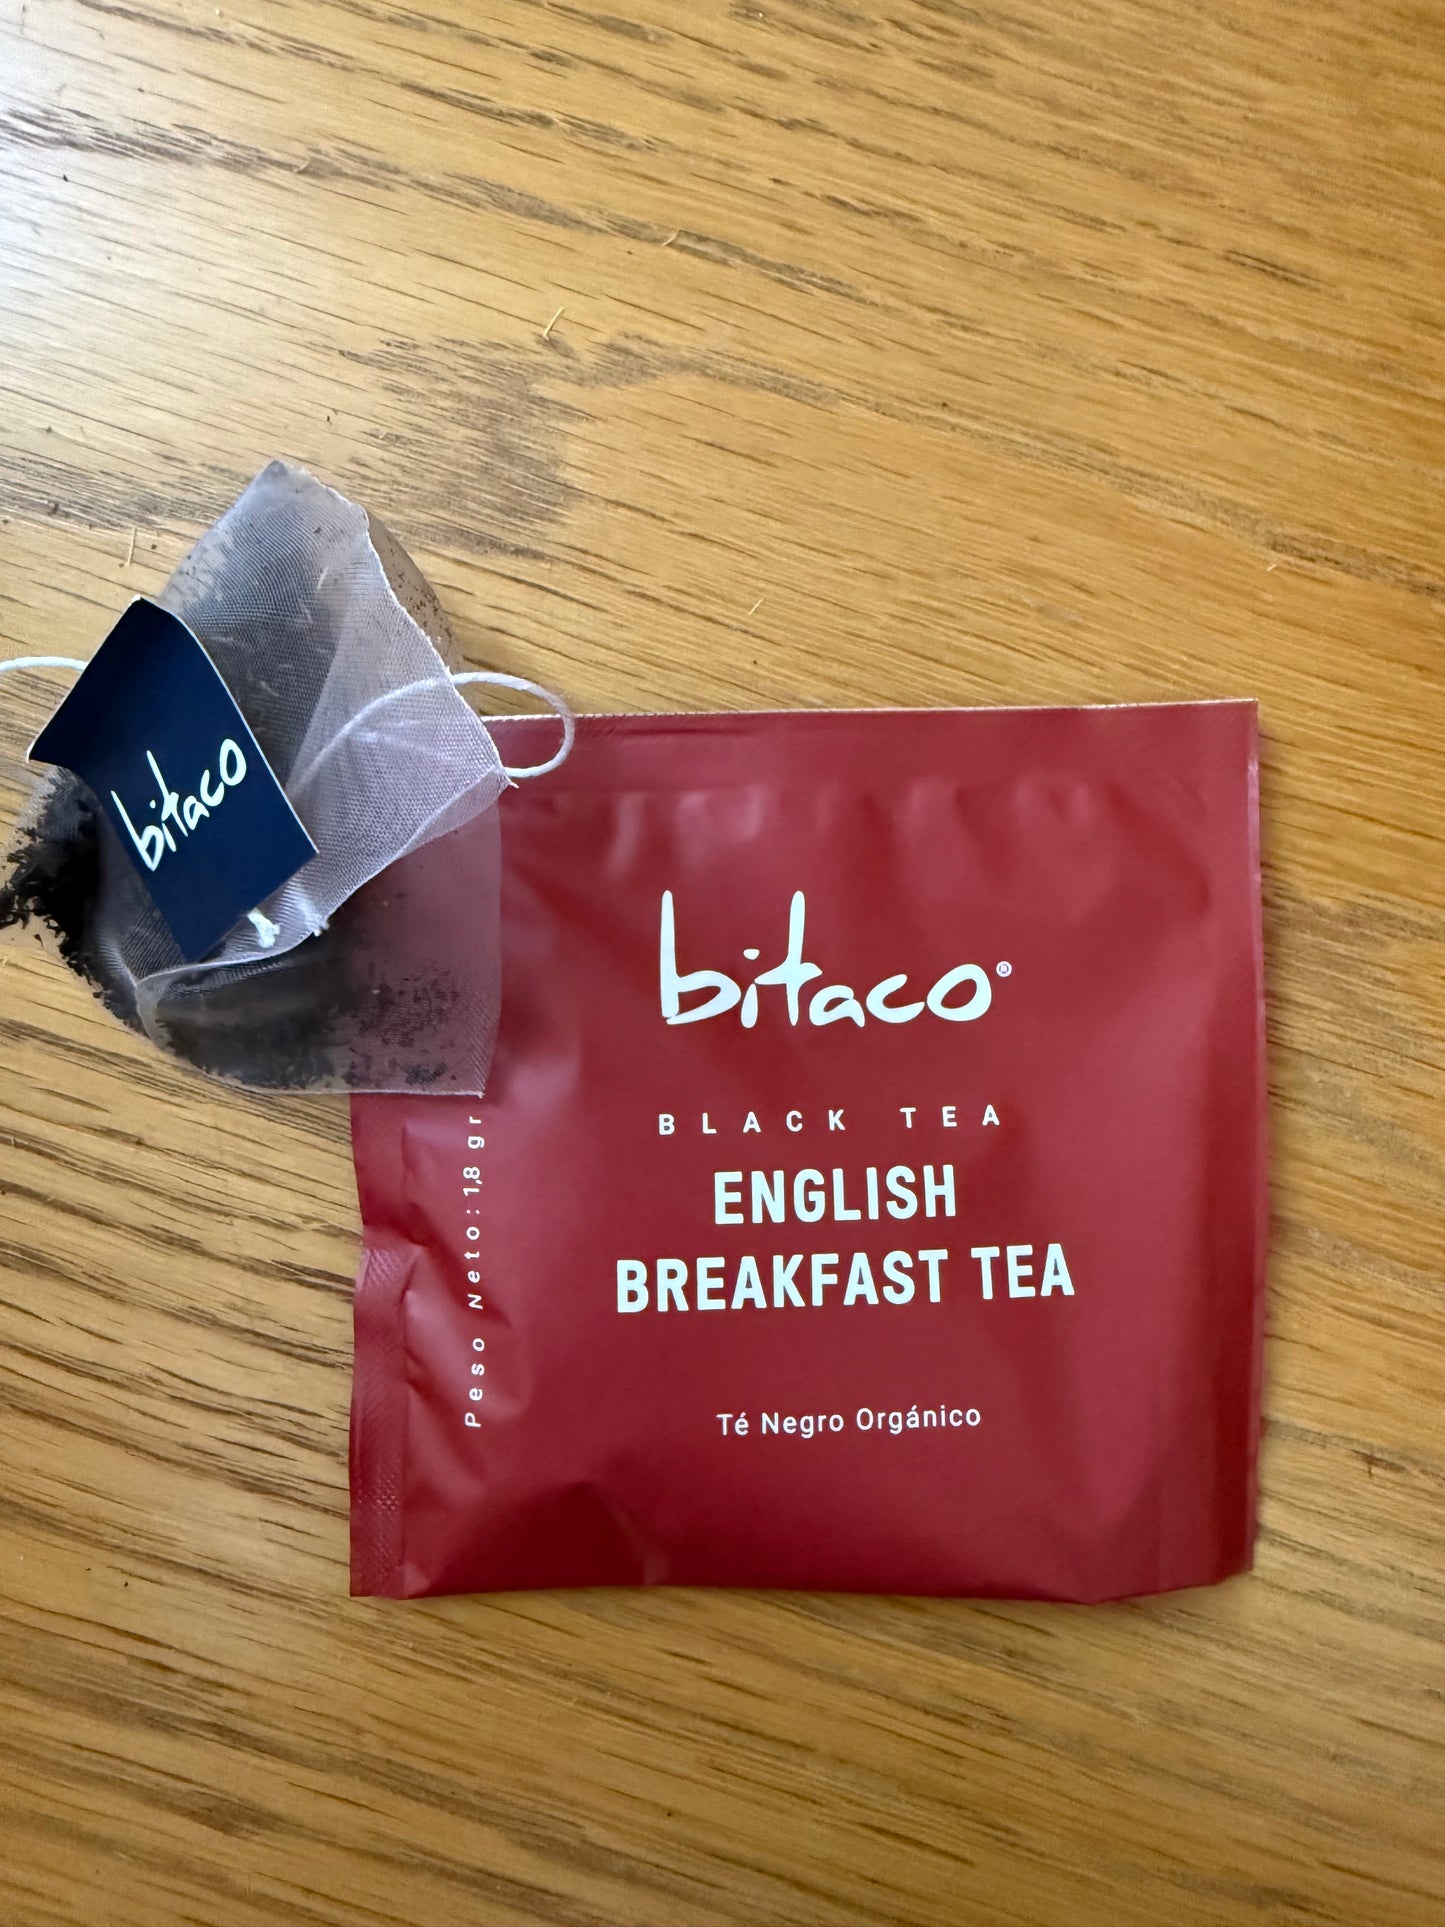 bitaco
bitaco®
BLACK TEA
ENGLISH
BREAKFAST TEA
Té Negro Orgánico
Peso Neto: 1,8 gr